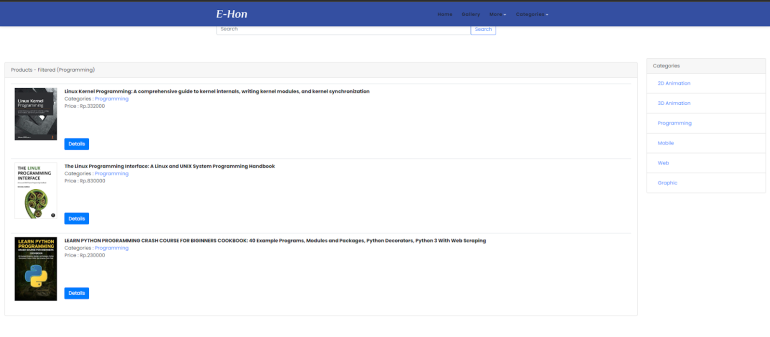 E-Hon
Home Gallery More Categories
Search Search
Products - Filtered (Programming)
Categories
Linux Kernel Programming
Linux Kernel Programming: A comprehensive guide to kernel internals, writing kernel modules, and kernel synchronization
Categories : Programming
Price : Rp.332000
Details
THE LINUX
PROGRAMMING
INTERFACE
The Linux Programming Interface: A Linux and UNIX System Programming Handbook
Categories : Programming
Price : Rp.830000
Details
LEARN PYTHON
PROGRAMMING
LEARN PYTHON PROGRAMMING CRASH COURSE FOR BEGINNERS COOKBOOK: 40 Example Programs, Modules and Packages, Python Decorators, Python 3 With Web Scraping
Categories : Programming
Price : Rp.230000
Details
2D Animation
3D Animation
Programming
Mobile
Web
Graphic